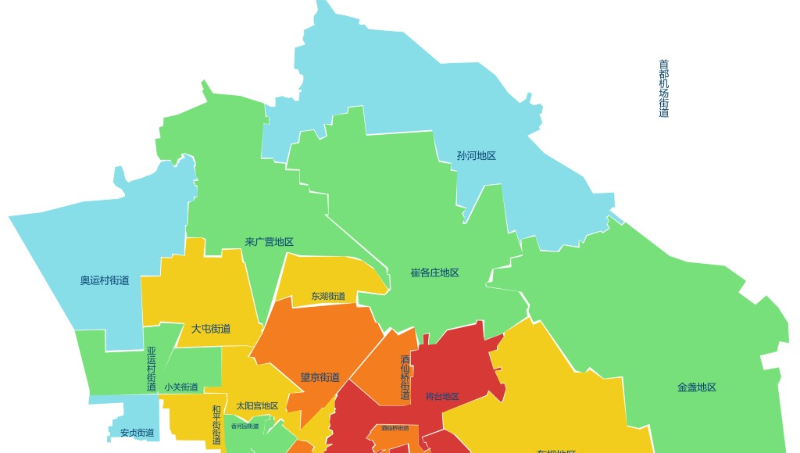 首都机场街道
孙河地区
来广营地区
崔各庄地区
奥运村街道
东湖街道
大屯街道
亚运村街道
望京街道
酒仙桥街道
小关街道
金盏地区
将台地区
太阳宫地区
和平街街道
香河园街道
酒仙桥街道
安贞街道